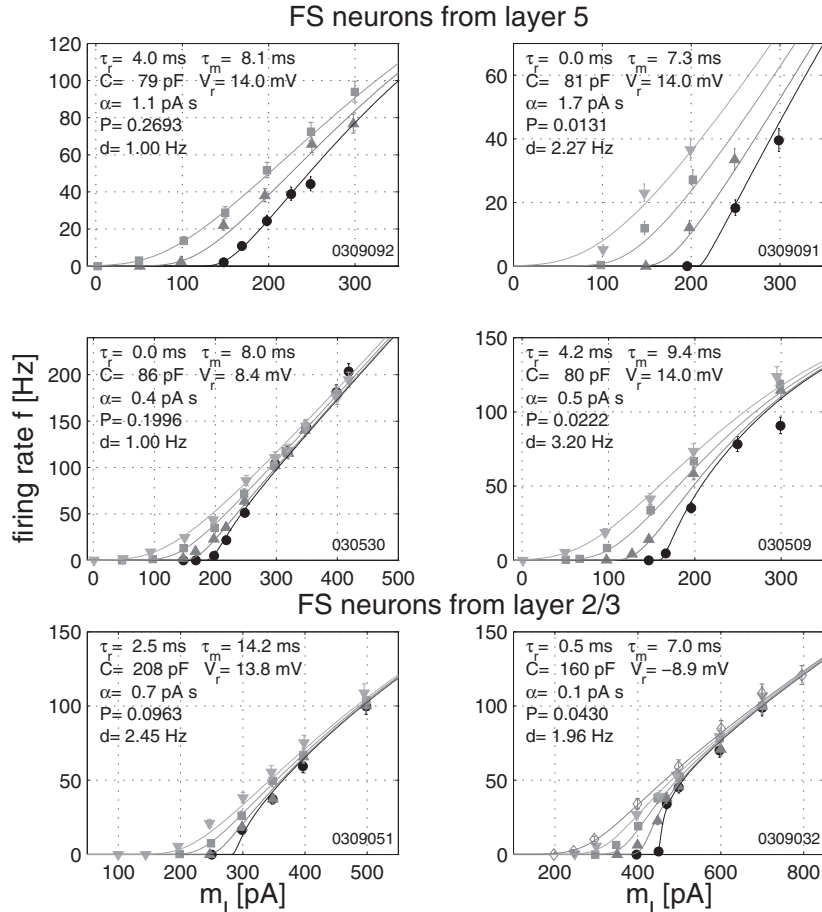 FS neurons from layer 5
τr= 4.0 ms τm= 8.1 ms
C= 79 pF Vr= 14.0 mV
α= 1.1 pA s
P= 0.2693
d= 1.00 Hz
0309092
0 20 40 60 80 100 120
0 100 200 300
τr= 0.0 ms τm= 7.3 ms
C= 81 pF Vr= 14.0 mV
α= 1.7 pA s
P= 0.0131
d= 2.27 Hz
0309091
0 20 40 60
0 100 200 300
firing rate f [Hz]
τr= 0.0 ms τm= 8.0 ms
C= 86 pF Vr= 8.4 mV
α= 0.4 pA s
P= 0.1996
d= 1.00 Hz
030530
0 50 100 150 200
0 100 200 300 400 500
τr= 4.2 ms τm= 9.4 ms
C= 80 pF Vr= 14.0 mV
α= 0.5 pA s
P= 0.0222
d= 3.20 Hz
030509
0 50 100 150
0 100 200 300
FS neurons from layer 2/3
τr= 2.5 ms τm= 14.2 ms
C= 208 pF Vr= 13.8 mV
α= 0.7 pA s
P= 0.0963
d= 2.45 Hz
0309051
0 50 100 150
100 200 300 400 500
mI [pA]
τr= 0.5 ms τm= 7.0 ms
C= 160 pF Vr= −8.9 mV
α= 0.1 pA s
P= 0.0430
d= 1.96 Hz
0309032
0 50 100 150
200 400 600 800
mI [pA]